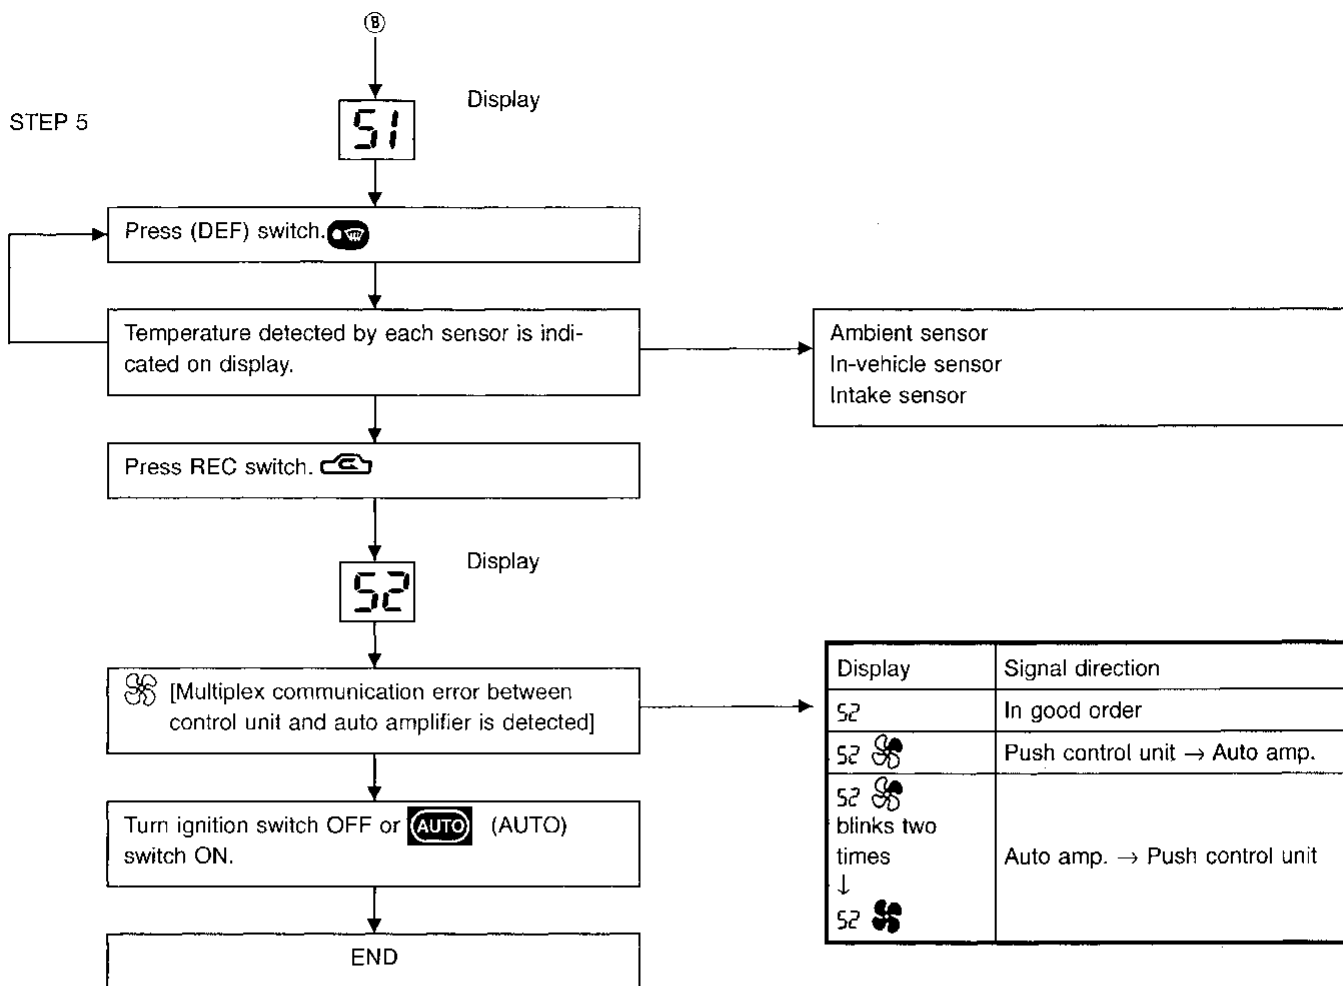 B
Display
STEP 5
51
Press (DEF) switch.
Temperature detected by each sensor is indi-
cated on display.
Ambient sensor
In-vehicle sensor
Intake sensor
Press REC switch.
Display
52
[Multiplex communication error between
control unit and auto amplifier is detected]
Display Signal direction
52 In good order
52 Push control unit → Auto amp.
52
blinks two
times
↓
52
Auto amp. → Push control unit
Turn ignition switch OFF or AUTO (AUTO)
switch ON.
END